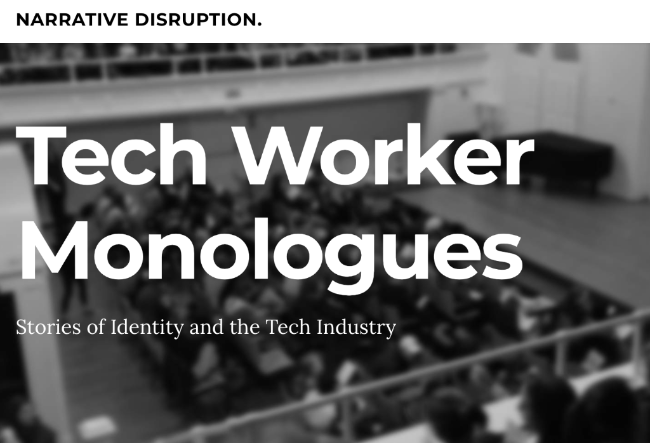 NARRATIVE DISRUPTION.
Tech Worker
Monologues
Stories of Identity and the Tech Industry